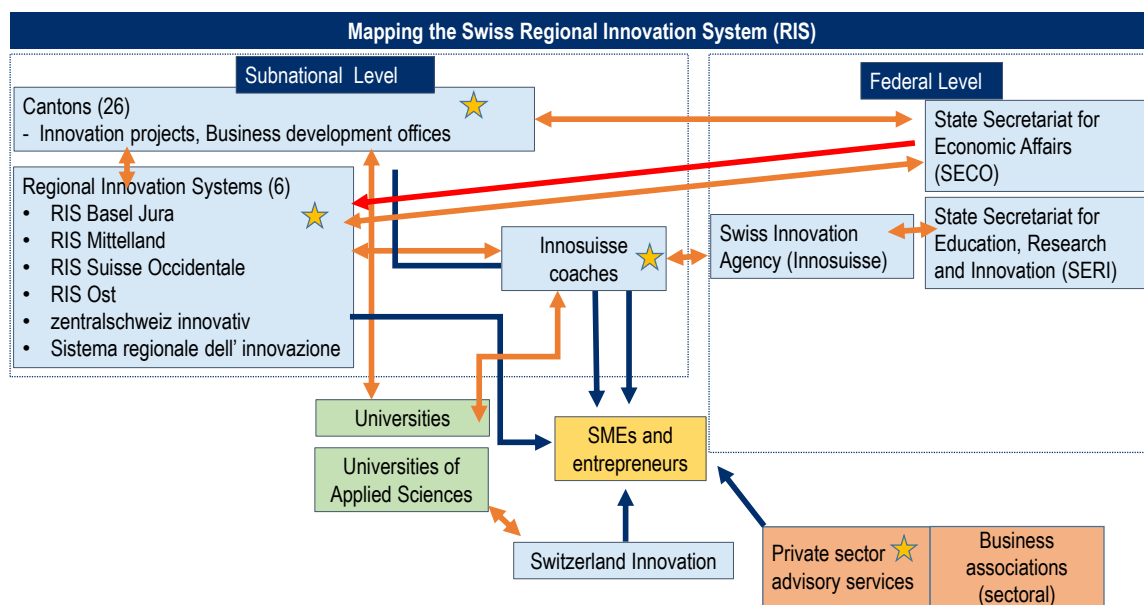 Mapping the Swiss Regional Innovation System (RIS)
Subnational Level
Federal Level
Cantons (26)
- Innovation projects, Business development offices
State Secretariat for
Economic Affairs
(SECO)
Regional Innovation Systems (6)
• RIS Basel Jura
• RIS Mittelland
• RIS Suisse Occidentale
• RIS Ost
• zentralschweiz innovativ
• Sistema regionale dell’ innovazione
Innosuisse
coaches
Swiss Innovation
Agency (Innosuisse)
State Secretariat for
Education, Research
and Innovation (SERI)
Universities
SMEs and
entrepreneurs
Universities of
Applied Sciences
Switzerland Innovation
Private sector
advisory services
Business
associations
(sectoral)